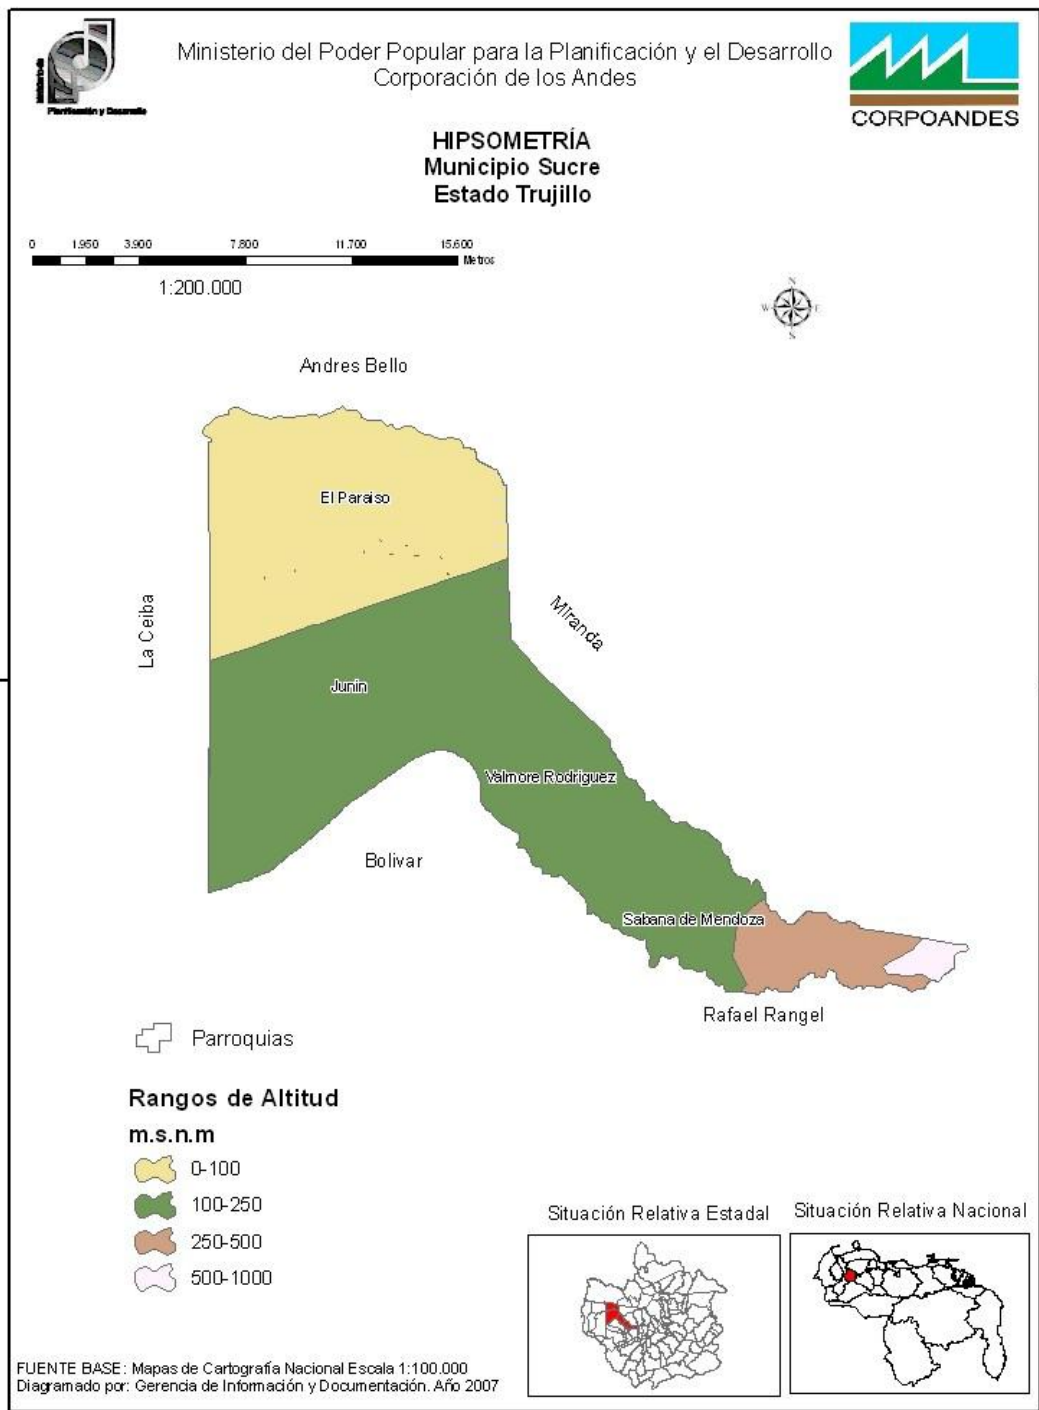 Ministerio del Poder Popular para la Planificación y el Desarrollo
Corporación de los Andes
Planificación y Desarrollo
CORPOANDES
HIPSOMETRÍA
Municipio Sucre
Estado Trujillo
0 1.950 3.900 7.800 11.700 15.600
Metros
1:200.000
N
W E
S
Andres Bello
El Paraiso
La Ceiba
MIranda
Junin
Valmore Rodriguez
Bolivar
Sabana de Mendoza
Rafael Rangel
Parroquias
Rangos de Altitud
m.s.n.m
0-100
100-250
250-500
500-1000
Situación Relativa Estadal
Situación Relativa Nacional
FUENTE BASE: Mapas de Cartografía Nacional Escala 1:100.000
Diagramado por: Gerencia de Información y Documentación. Año 2007